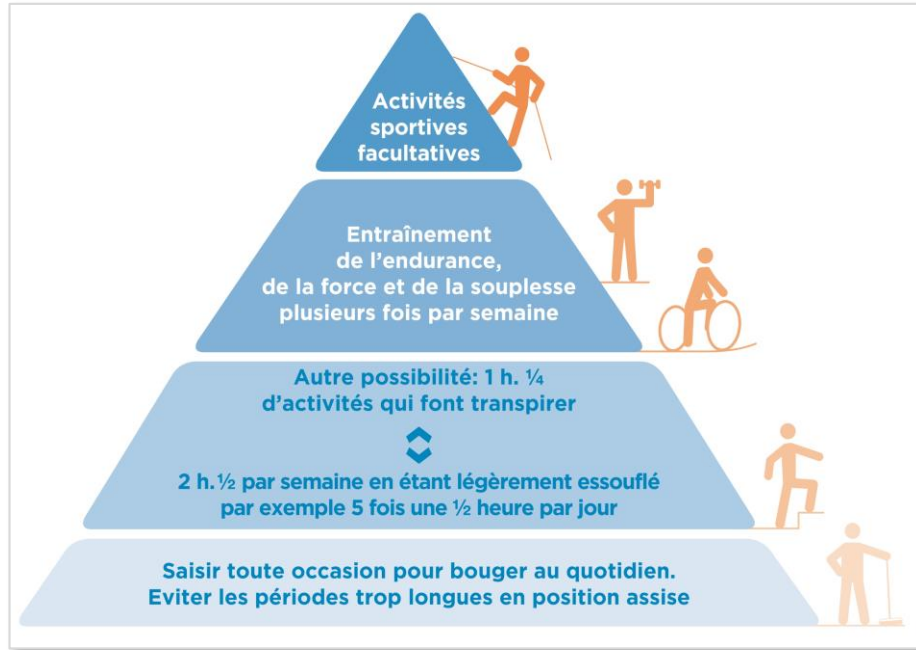 Activités
sportives
facultatives
Entraînement
de l’endurance,
de la force et de la souplesse
plusieurs fois par semaine
Autre possibilité: 1 h. ¼
d’activités qui font transpirer
2 h. ½ par semaine en étant légèrement essouflé
par exemple 5 fois une ½ heure par jour
Saisir toute occasion pour bouger au quotidien.
Eviter les périodes trop longues en position assise